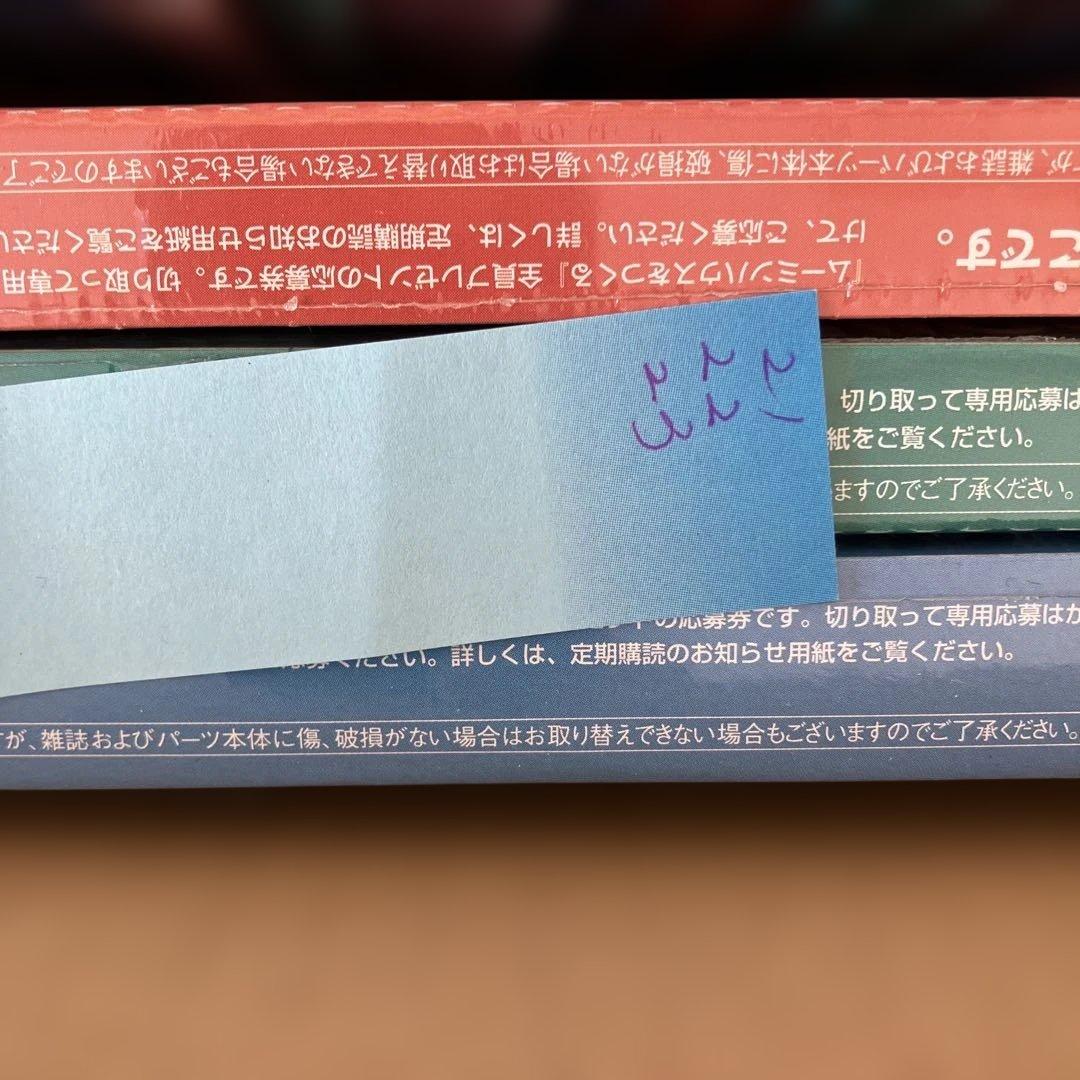 です。
『ムーミンハウスをつくる』全員プレゼントの応募券です。切り取って専用
けて、ご応募ください。詳しくは、定期購読のお知らせ用紙をご覧ください
が、雑誌およびパーツ本体に傷、破損がない場合はお取り替えできない場合もございますのでご了
切り取って専用応募は
紙をご覧ください。
ますのでご了承ください。
の応募券です。切り取って専用応募はが
ください。詳しくは、定期購読のお知らせ用紙をご覧ください。
すが、雑誌およびパーツ本体に傷、破損がない場合はお取り替えできない場合もございますのでご了承ください。